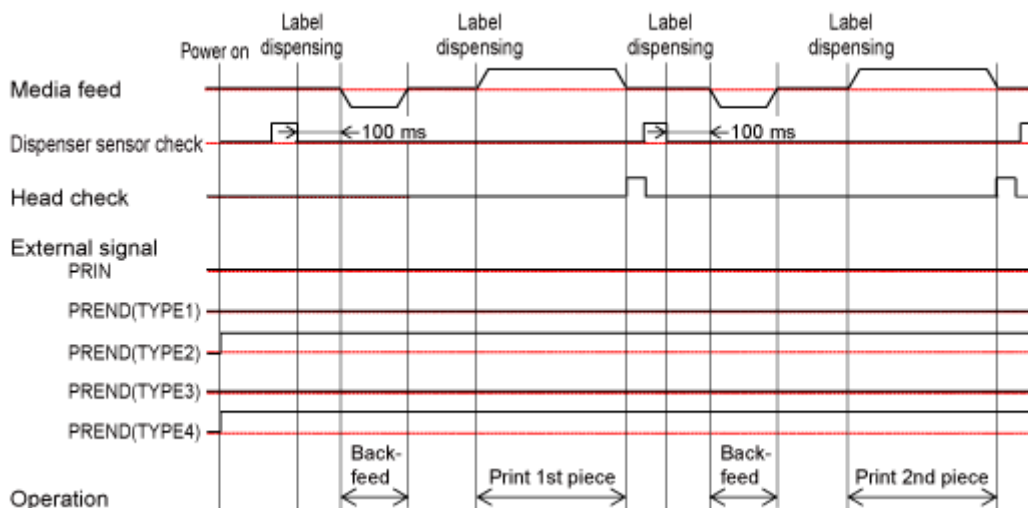 Power on
Label
dispensing
Label
dispensing
Label
dispensing
Label
dispensing
Media feed
Dispenser sensor check
100 ms
100 ms
Head check
External signal
PRIN
PREND(TYPE1)
PREND(TYPE2)
PREND(TYPE3)
PREND(TYPE4)
Operation
Back-
feed
Print 1st piece
Back-
feed
Print 2nd piece